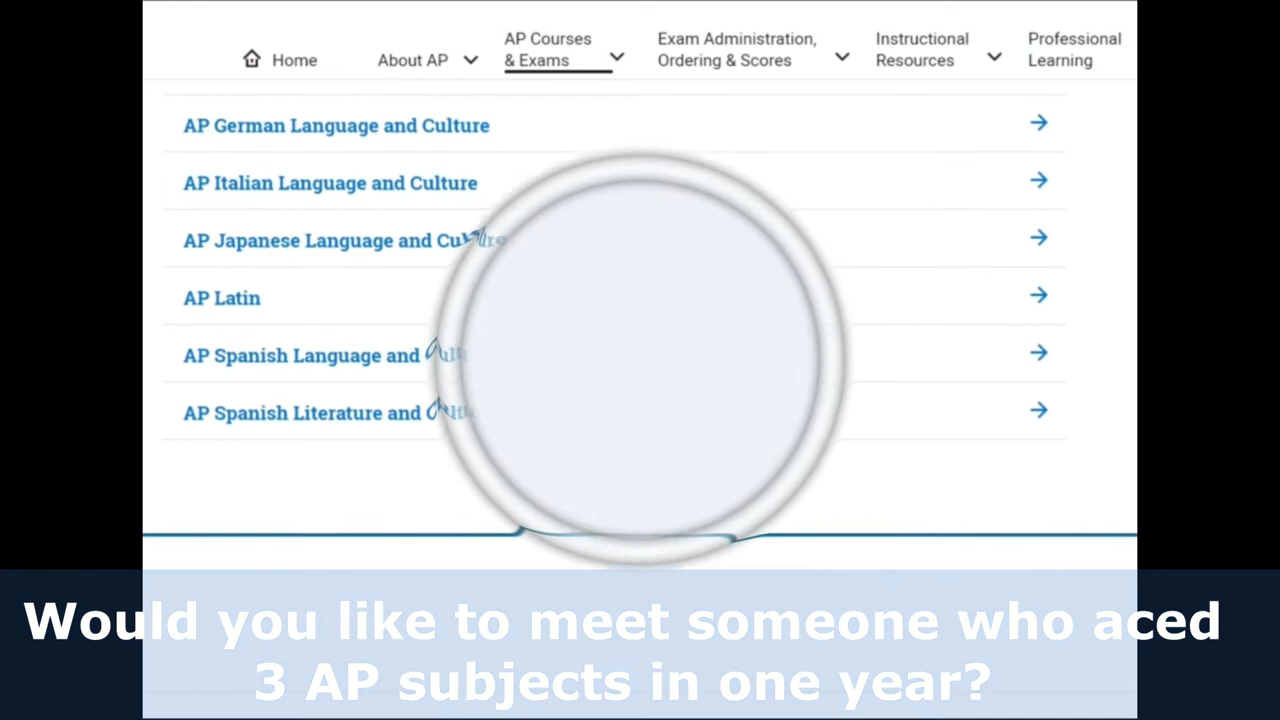 Home
About AP
AP Courses
& Exams
Exam Administration,
Ordering & Scores
Instructional
Resources
Professional
Learning
AP German Language and Culture
AP Italian Language and Culture
AP Japanese Language and Culture
AP Latin
AP Spanish Language and
AP Spanish Literature and
Would you like to meet someone who aced
3 AP subjects in one year?